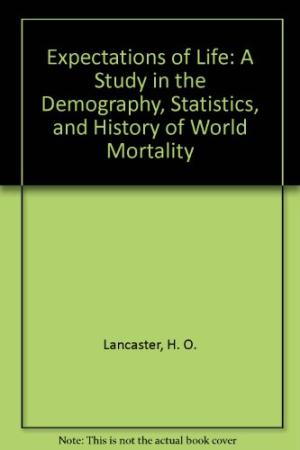 Expectations of Life: A
Study in the
Demography, Statistics,
and History of World
Mortality
Lancaster, H. O.
Note: This is not the actual book cover